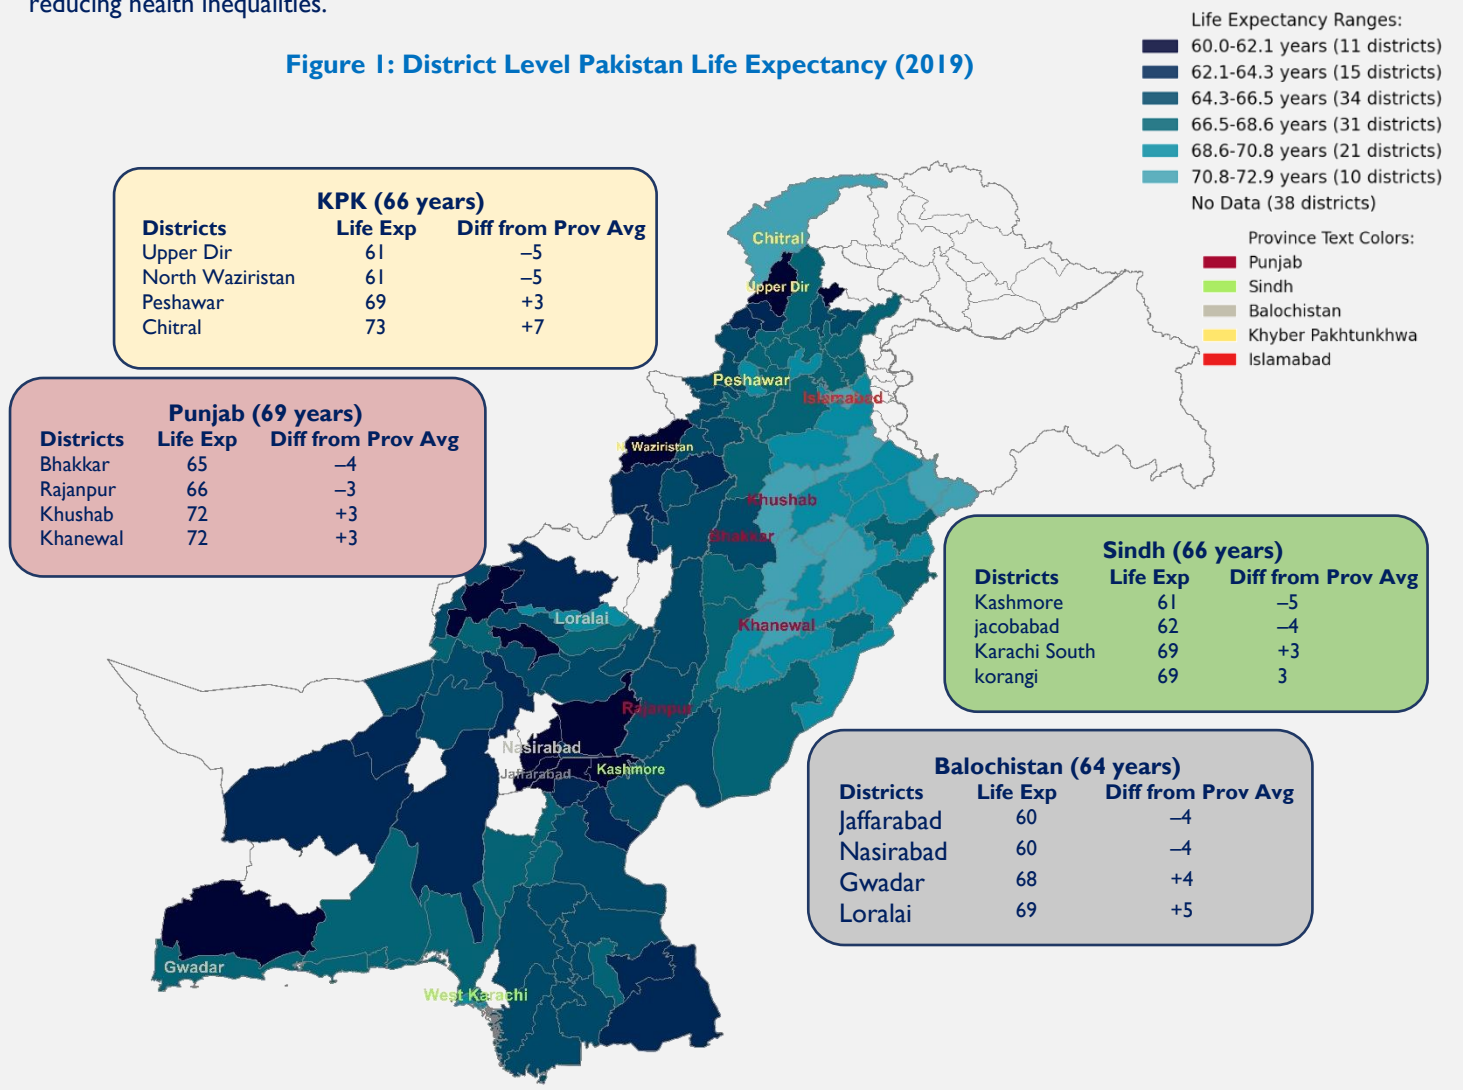 reducing health inequalities.
Figure 1: District Level Pakistan Life Expectancy (2019)
Life Expectancy Ranges:
60.0-62.1 years (11 districts)
62.1-64.3 years (15 districts)
64.3-66.5 years (34 districts)
66.5-68.6 years (31 districts)
68.6-70.8 years (21 districts)
70.8-72.9 years (10 districts)
No Data (38 districts)
Province Text Colors:
Punjab
Sindh
Balochistan
Khyber Pakhtunkhwa
Islamabad
KPK (66 years)
Districts Life Exp Diff from Prov Avg
Upper Dir 61 –5
North Waziristan 61 –5
Peshawar 69 +3
Chitral 73 +7
Punjab (69 years)
Districts Life Exp Diff from Prov Avg
Bhakkar 65 –4
Rajanpur 66 –3
Khushab 72 +3
Khanewal 72 +3
Sindh (66 years)
Districts Life Exp Diff from Prov Avg
Kashmore 61 –5
jacobabad 62 –4
Karachi South 69 +3
korangi 69 3
Balochistan (64 years)
Districts Life Exp Diff from Prov Avg
Jaffarabad 60 –4
Nasirabad 60 –4
Gwadar 68 +4
Loralai 69 +5
Chitral
Upper Dir
Peshawar
Islamabad
N. Waziristan
Khushab
Bhakkar
Loralai
Khanewal
Rajanpur
Nasirabad
Jaffarabad
Kashmore
Gwadar
West Karachi